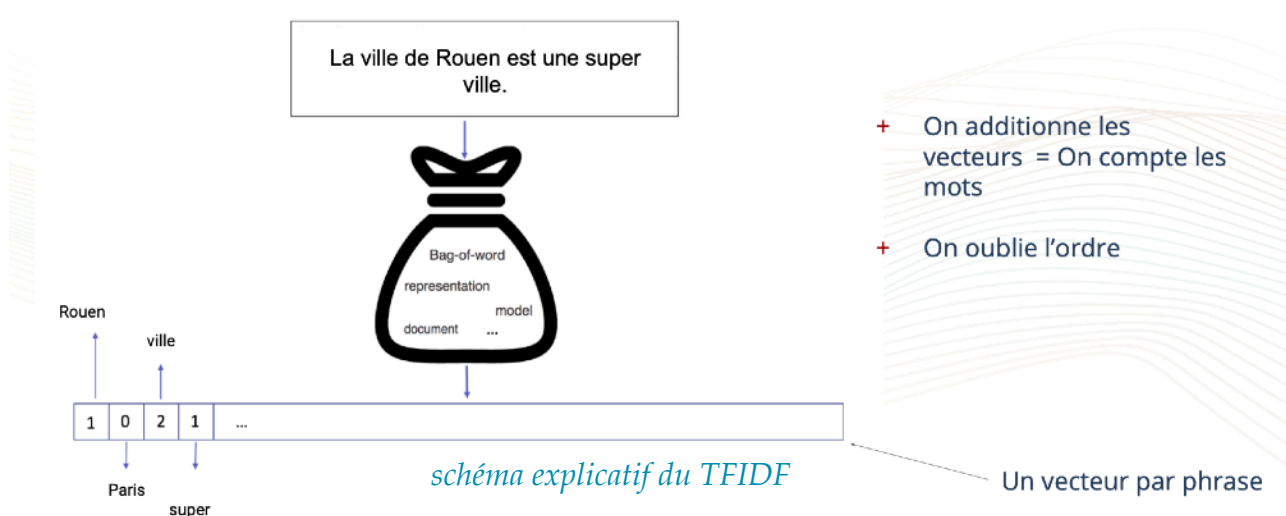 La ville de Rouen est une super
ville.
+ On additionne les
vecteurs = On compte les
mots
+ On oublie l'ordre
Bag-of-word
representation
model
document ...
Rouen
ville
1 0 2 1 ...
Paris
super
schéma explicatif du TFIDF
Un vecteur par phrase